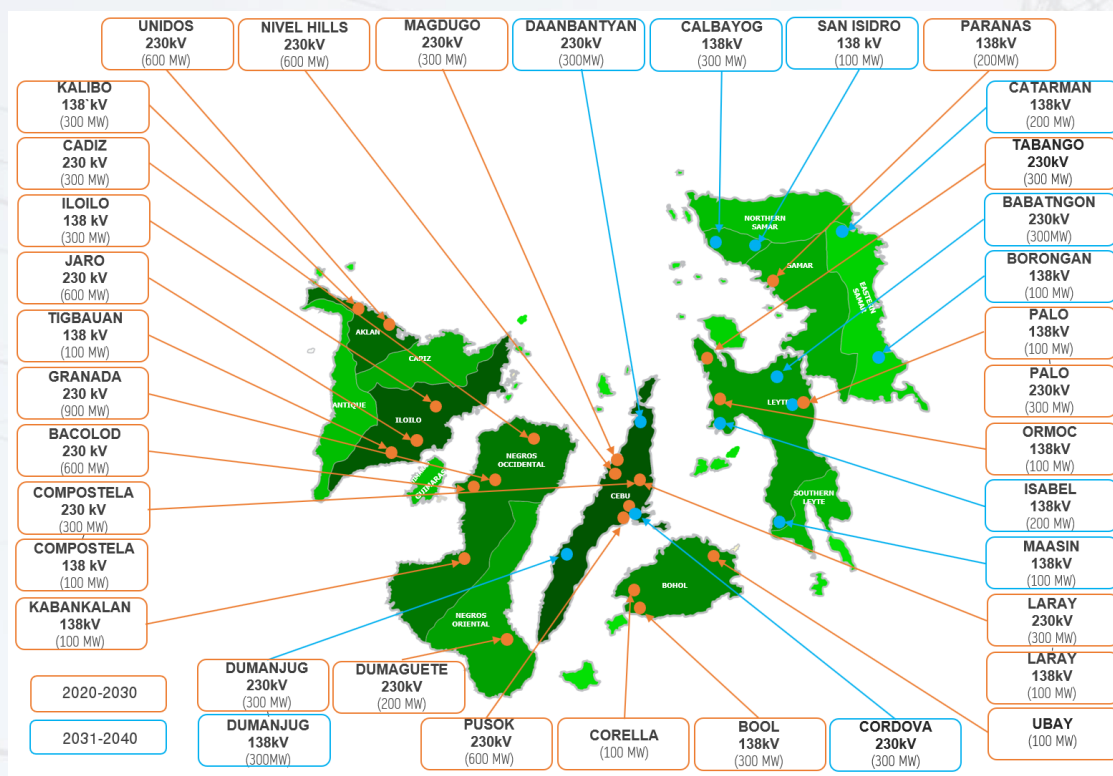 UNIDOS
230kV
(600 MW)
NIVEL HILLS
230kV
(600 MW)
MAGDUGO
230kV
(300 MW)
DAANBANTYAN
230kV
(300MW)
CALBAYOG
138kV
(300 MW)
SAN ISIDRO
138 kV
(100 MW)
PARANAS
138kV
(200MW)
KALIBO
138`kV
(300 MW)
CADIZ
230 kV
(300 MW)
ILOILO
138 kV
(300 MW)
JARO
230 kV
(600 MW)
TIGBAUAN
138 kV
(100 MW)
GRANADA
230 kV
(900 MW)
BACOLOD
230 kV
(600 MW)
COMPOSTELA
230 kV
(300 MW)
COMPOSTELA
138 kV
(100 MW)
KABANKALAN
138kV
(100 MW)
CATARMAN
138kV
(200 MW)
TABANGO
230kV
(300 MW)
BABATNGON
230kV
(300MW)
BORONGAN
138kV
(100 MW)
PALO
138kV
(100 MW)
PALO
230kV
(300 MW)
ORMOC
138kV
(100 MW)
ISABEL
138kV
(200 MW)
MAASIN
138kV
(100 MW)
LARAY
230kV
(300 MW)
LARAY
138kV
(100 MW)
UBAY
(100 MW)
NORTHERN
SAMAR
SAMAR
EASTERN
SAMAR
AKLAN
CAPIZ
ANTIQUE
ILOILO
GUIMARAS
NEGROS
OCCIDENTAL
CEBU
LEYTE
SOUTHERN
LEYTE
BOHOL
NEGROS
ORIENTAL
2020-2030
2031-2040
DUMANJUG
230kV
(300 MW)
DUMANJUG
138kV
(300MW)
DUMAGUETE
230kV
(200 MW)
PUSOK
230kV
(600 MW)
CORELLA
(100 MW)
BOOL
138kV
(300 MW)
CORDOVA
230kV
(300 MW)